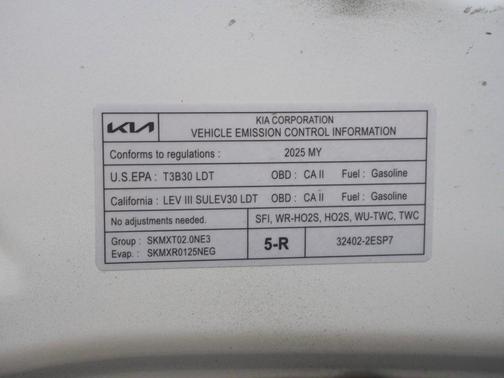 KIA
KIA CORPORATION
VEHICLE EMISSION CONTROL INFORMATION
Conforms to regulations : 2025 MY
U.S.EPA : T3B30 LDT OBD : CA II Fuel : Gasoline
California : LEV III SULEV30 LDT OBD : CA II Fuel : Gasoline
No adjustments needed. SFI, WR-HO2S, HO2S, WU-TWC, TWC
Group : SKMXT02.0NE3
Evap. : SKMXR0125NEG
5-R
32402-2ESP7